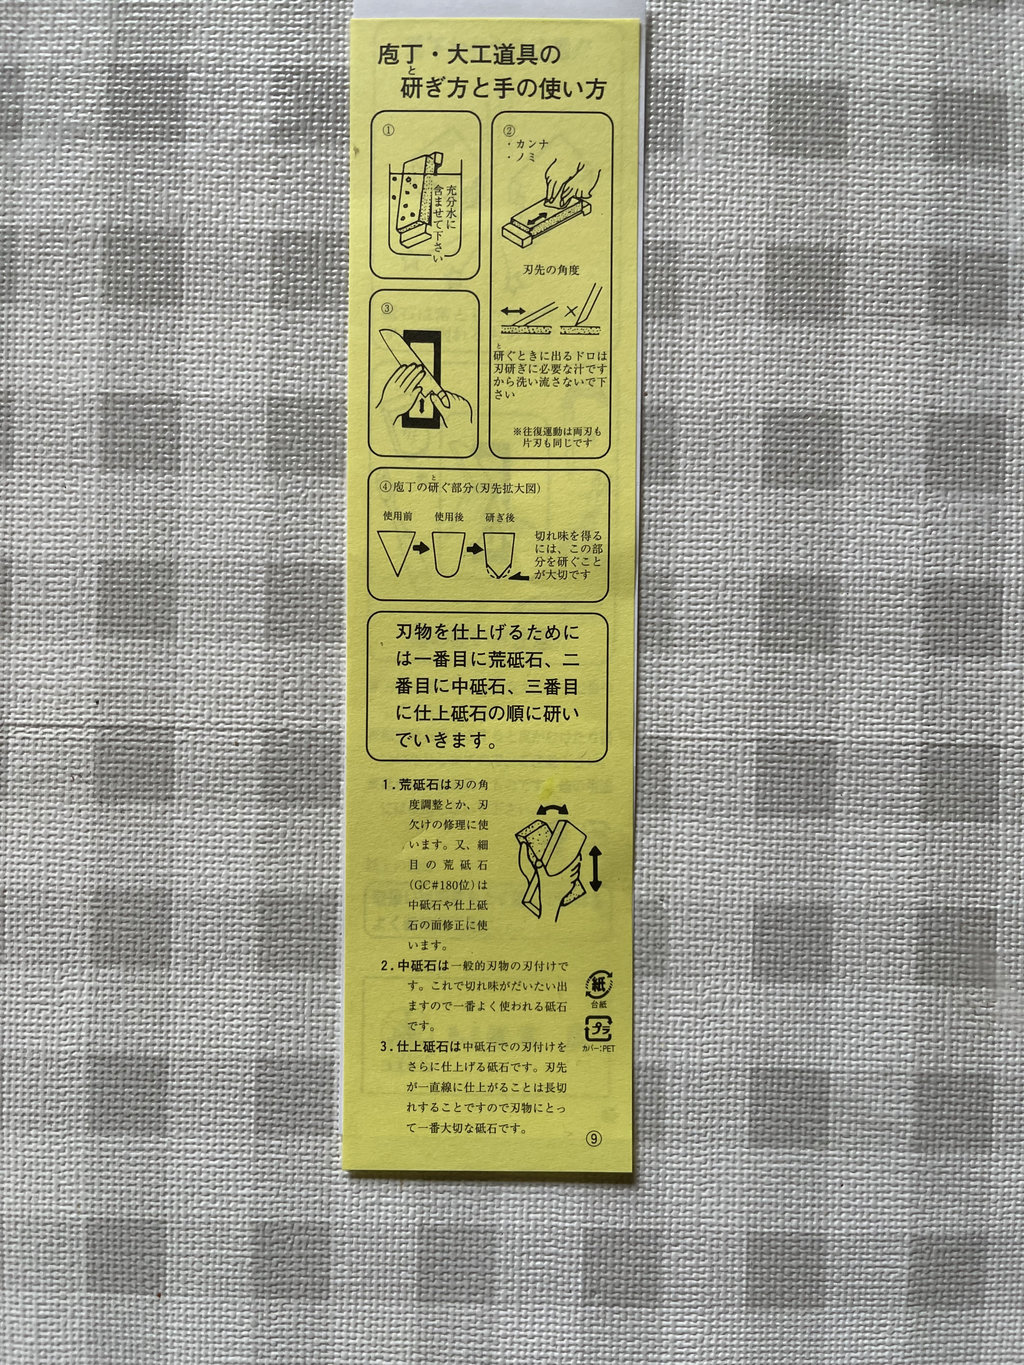 庖丁・大工道具の
研ぎ方と手の使い方
と
①
充分水に
含ませて下さい
②
・カンナ
・ノミ
刃先の角度
×
と
研ぐときに出るドロは
刃研ぎに必要な汁です
から洗い流さないで下
さい
※往復運動は両刃も
片刃も同じです
③
と
④庖丁の研ぐ部分(刃先拡大図)
使用前 使用後 研ぎ後
切れ味を得る
には、この部
分を研ぐこと
が大切です
刃物を仕上げるために
は一番目に荒砥石、二
番目に中砥石、三番目
に仕上砥石の順に研い
でいきます。
1.荒砥石は刃の角
度調整とか、刃
欠けの修理に使
います。又、細
目の荒砥石
(GC#180位)は
中砥石や仕上砥
石の面修正に使
います。
2.中砥石は一般的刃物の刃付けで
す。これで切れ味がだいたい出
ますので一番よく使われる砥石
です。
3.仕上砥石は中砥石での刃付けを
さらに仕上げる砥石です。刃先
が一直線に仕上がることは長切
れすることですので刃物にとっ
て一番大切な砥石です。
紙
台紙
プラ
カバー:PET
⑨